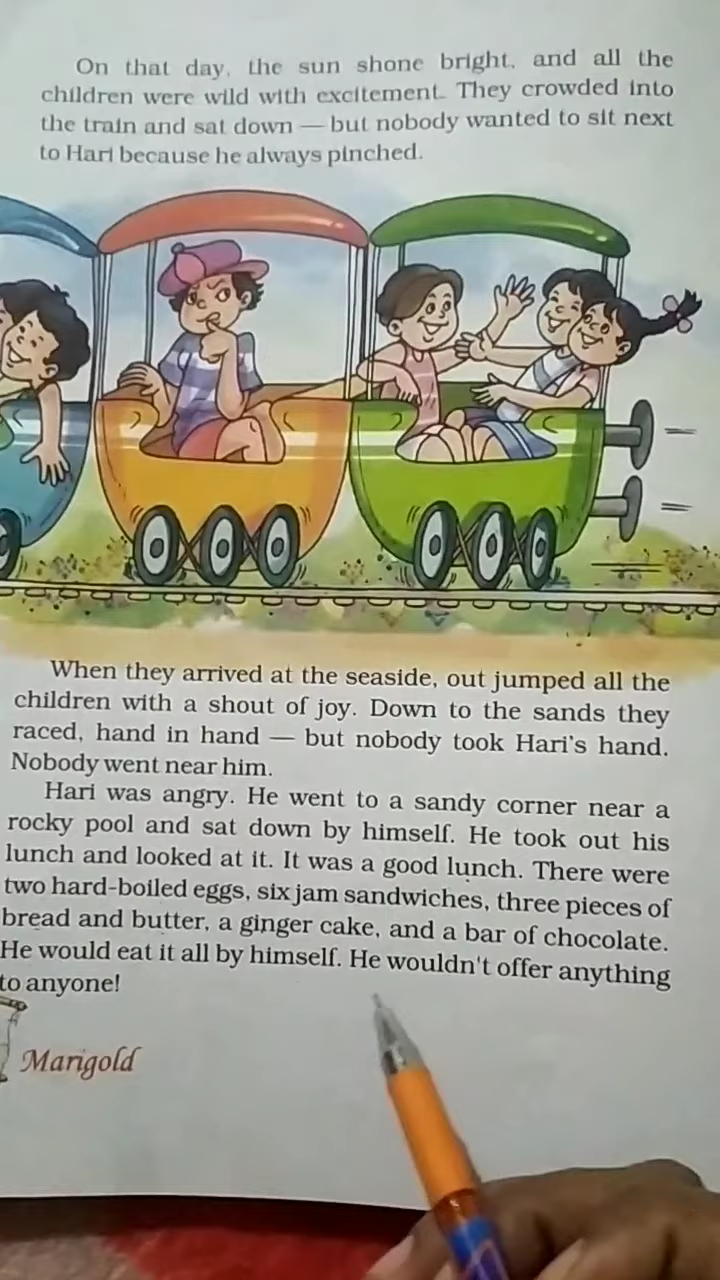 On that day, the sun shone bright, and all the
children were wild with excitement. They crowded into
the train and sat down — but nobody wanted to sit next
to Hari because he always pinched.
When they arrived at the seaside, out jumped all the
children with a shout of joy. Down to the sands they
raced, hand in hand — but nobody took Hari's hand.
Nobody went near him.
Hari was angry. He went to a sandy corner near a
rocky pool and sat down by himself. He took out his
lunch and looked at it. It was a good lunch. There were
two hard-boiled eggs, six jam sandwiches, three pieces of
bread and butter, a ginger cake, and a bar of chocolate.
He would eat it all by himself. He wouldn't offer anything
to anyone!
Marigold